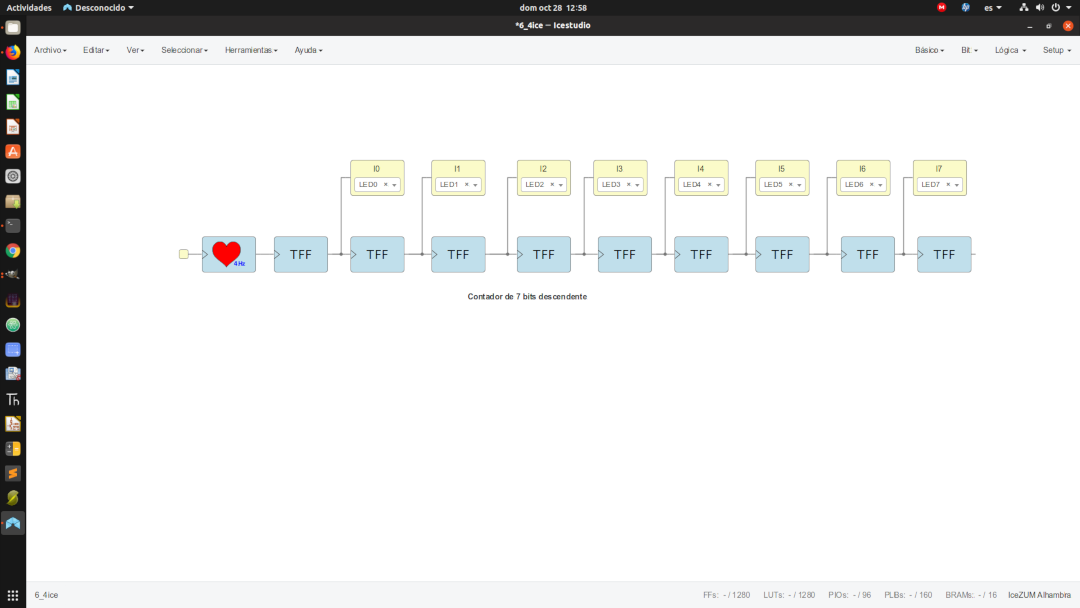 Actividades Desconocido dom oct 28 12:58 es
*6_4ice — Icestudio
Archivo Editar Ver Seleccionar Herramientas Ayuda Básico Bit Lógica Setup
I0 I1 I2 I3 I4 I5 I6 I7
LED0 LED1 LED2 LED3 LED4 LED5 LED6 LED7
4Hz TFF TFF TFF TFF TFF TFF TFF TFF TFF
Contador de 7 bits descendente
Th
6_4ice FFs: - / 1280 LUTs: - / 1280 PIOs: - / 96 PLBs: - / 160 BRAMs: - / 16 IceZUM Alhambra